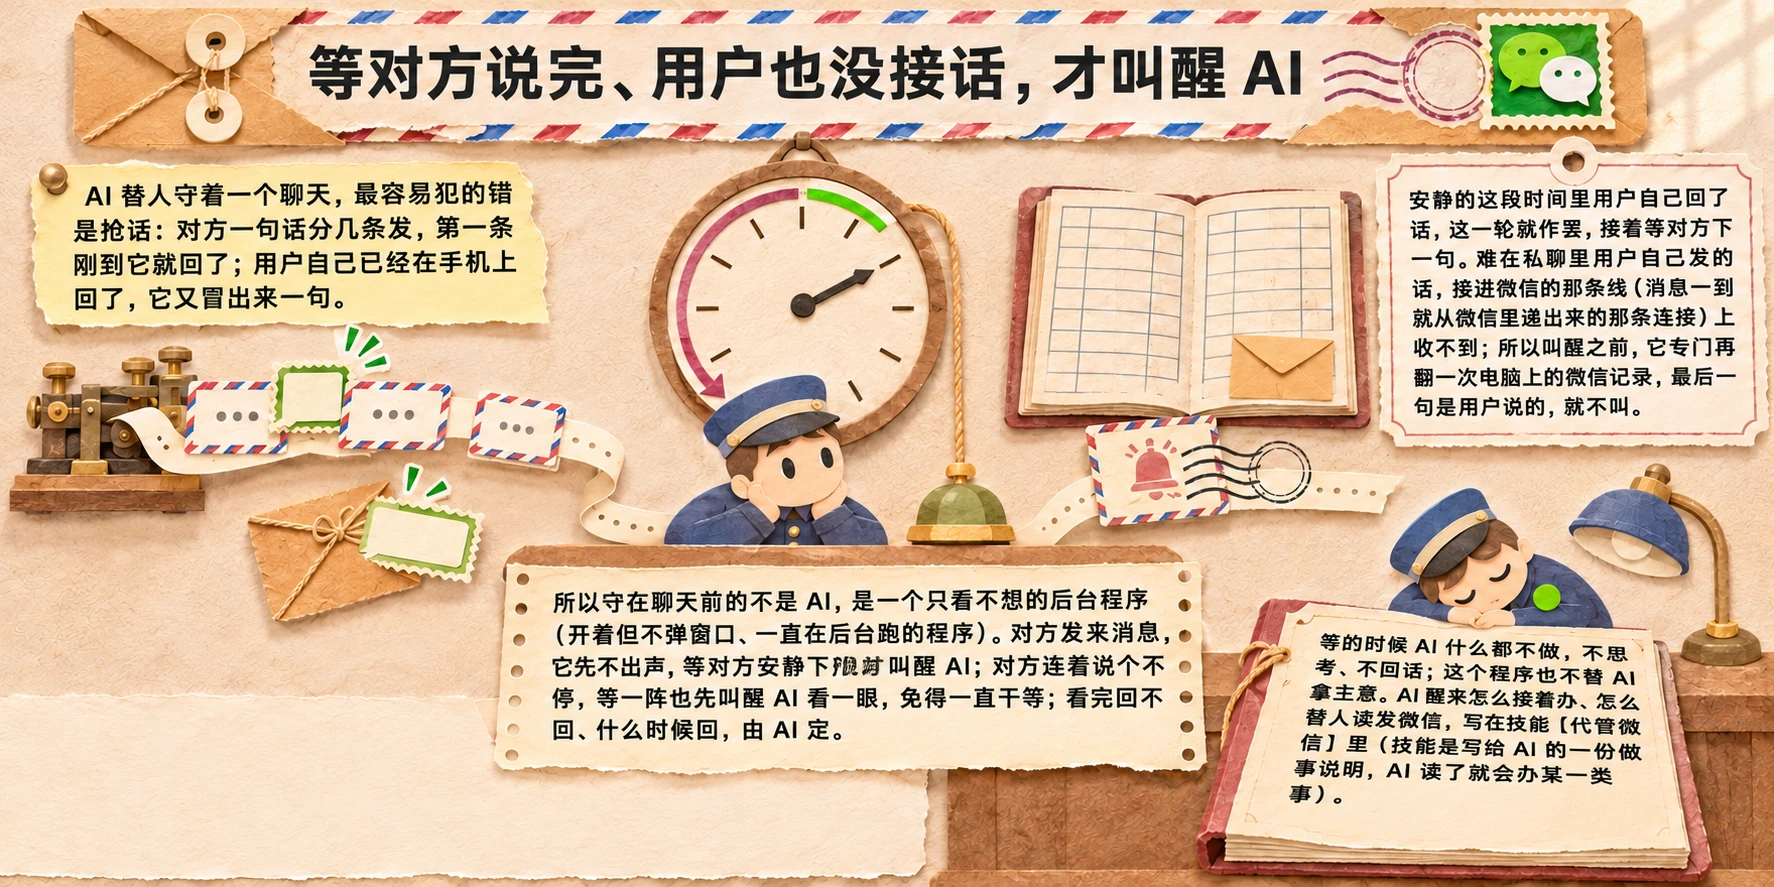 等对方说完、用户也没接话，才叫醒 AI
AI 替人守着一个聊天，最容易犯的错
是抢话：对方一句话分几条发，第一条
刚到它就回了；用户自己已经在手机上
回了，它又冒出来一句。
安静的这段时间里用户自己回了
话，这一轮就作罢，接着等对方下
一句。难在私聊里用户自己发的
话，接进微信的那条线（消息一到
就从微信里递出来的那条连接）上
收不到；所以叫醒之前，它专门再
翻一次电脑上的微信记录，最后一
句是用户说的，就不叫。
所以守在聊天前的不是 AI，是一个只看不想的后台程序
（开着但不弹窗口、一直在后台跑的程序）。对方发来消息，
它先不出声，等对方安静下 叫醒 AI；对方连着说个不
停，等一阵也先叫醒 AI 看一眼，免得一直干等；看完回不
回、什么时候回，由 AI 定。
等的时候 AI 什么都不做，不思
考、不回话；这个程序也不替 AI
拿主意。AI 醒来怎么接着办、怎么
替人读发微信，写在技能【代管微
信】里（技能是写给 AI 的一份做
事说明，AI 读了就会办某一类
事）。